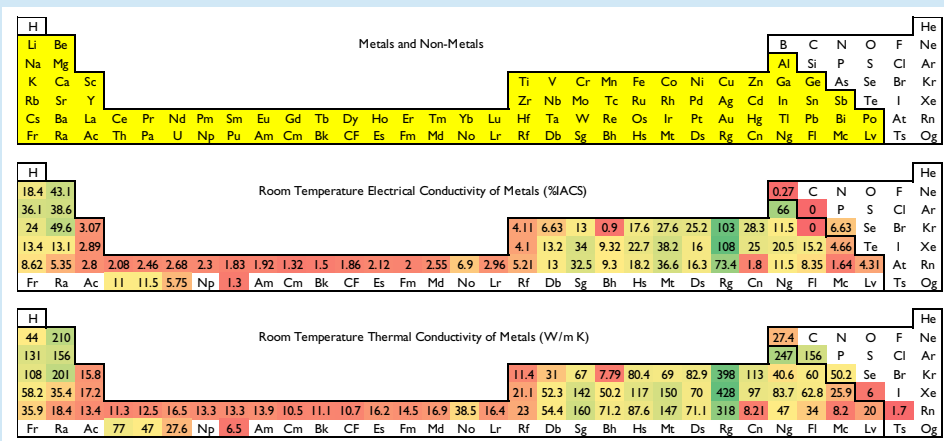 H He
Li Be Metals and Non-Metals B C N O F Ne
Na Mg Al Si P S Cl Ar
K Ca Sc Ti V Cr Mn Fe Co Ni Cu Zn Ga Ge As Se Br Kr
Rb Sr Y Zr Nb Mo Tc Ru Rh Pd Ag Cd In Sn Sb Te I Xe
Cs Ba La Ce Pr Nd Pm Sm Eu Gd Tb Dy Ho Er Tm Yb Lu Hf Ta W Re Os Ir Pt Au Hg Tl Pb Bi Po At Rn
Fr Ra Ac Th Pa U Np Pu Am Cm Bk CF Es Fm Md No Lr Rf Db Sg Bh Hs Mt Ds Rg Cn Ng Fl Mc Lv Ts Og
H He
18.4 43.1 Room Temperature Electrical Conductivity of Metals (%IACS) 0.27 C N O F Ne
36.1 38.6 66 0 P S Cl Ar
24 49.6 3.07 4.11 6.63 13 0.9 17.6 27.6 25.2 103 28.3 11.5 0 6.63 Se Br Kr
13.4 13.1 2.89 4.1 13.2 34 9.32 22.7 38.2 16 108 25 20.5 15.2 4.66 Te I Xe
8.62 5.35 2.8 2.08 2.46 2.68 2.3 1.83 1.92 1.32 1.5 1.86 2.12 2 2.55 6.9 2.96 5.21 13 32.5 9.3 18.2 36.6 16.3 73.4 1.8 11.5 8.35 1.64 4.31 At Rn
Fr Ra Ac 11 11.5 5.75 Np 1.3 Am Cm Bk CF Es Fm Md No Lr Rf Db Sg Bh Hs Mt Ds Rg Cn Ng Fl Mc Lv Ts Og
H He
44 210 Room Temperature Thermal Conductivity of Metals (W/m K) 27.4 C N O F Ne
131 156 247 156 P S Cl Ar
108 201 15.8 11.4 31 67 7.79 80.4 69 82.9 398 113 40.6 60 50.2 Se Br Kr
58.2 35.4 17.2 21.1 52.3 142 50.2 117 150 70 428 97 83.7 62.8 25.9 6 I Xe
35.9 18.4 13.4 11.3 12.5 16.5 13.3 13.3 13.9 10.5 11.1 10.7 16.2 14.5 16.9 38.5 16.4 23 54.4 160 71.2 87.6 147 71.1 318 8.21 47 34 8.2 20 1.7 Rn
Fr Ra Ac 77 47 27.6 Np 6.5 Am Cm Bk CF Es Fm Md No Lr Rf Db Sg Bh Hs Mt Ds Rg Cn Ng Fl Mc Lv Ts Og